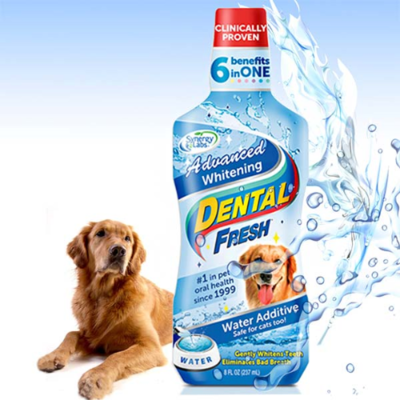 CLINICALLY
PROVEN
6 benefits
in ONE
Synergy
Labs
Advanced
Whitening
DENTAL
FRESH
#1 in pet
oral health
since 1999
Water Additive
Safe for cats too!
WATER
Gently Whitens Teeth
Eliminates Bad Breath
8 FL OZ (237 mL)